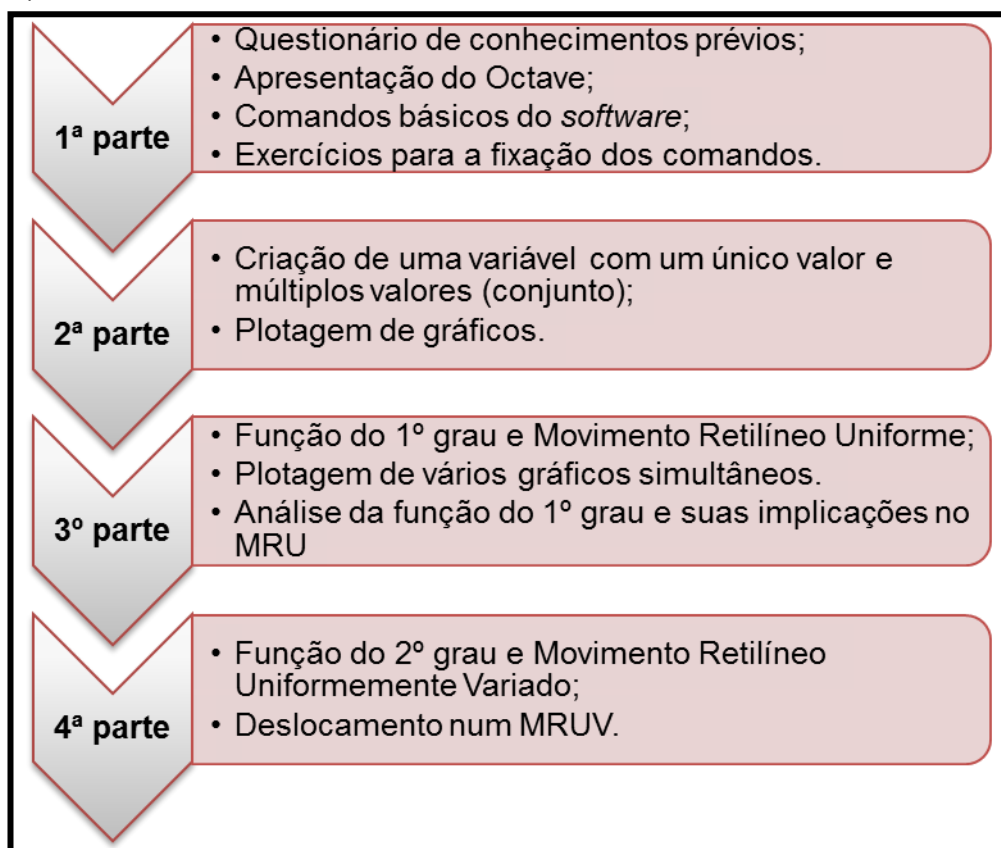 1ª parte
• Questionário de conhecimentos prévios;
• Apresentação do Octave;
• Comandos básicos do software;
• Exercícios para a fixação dos comandos.
2ª parte
• Criação de uma variável com um único valor e
múltiplos valores (conjunto);
• Plotagem de gráficos.
3º parte
• Função do 1º grau e Movimento Retilíneo Uniforme;
• Plotagem de vários gráficos simultâneos.
• Análise da função do 1º grau e suas implicações no
MRU
4ª parte
• Função do 2º grau e Movimento Retilíneo
Uniformemente Variado;
• Deslocamento num MRUV.